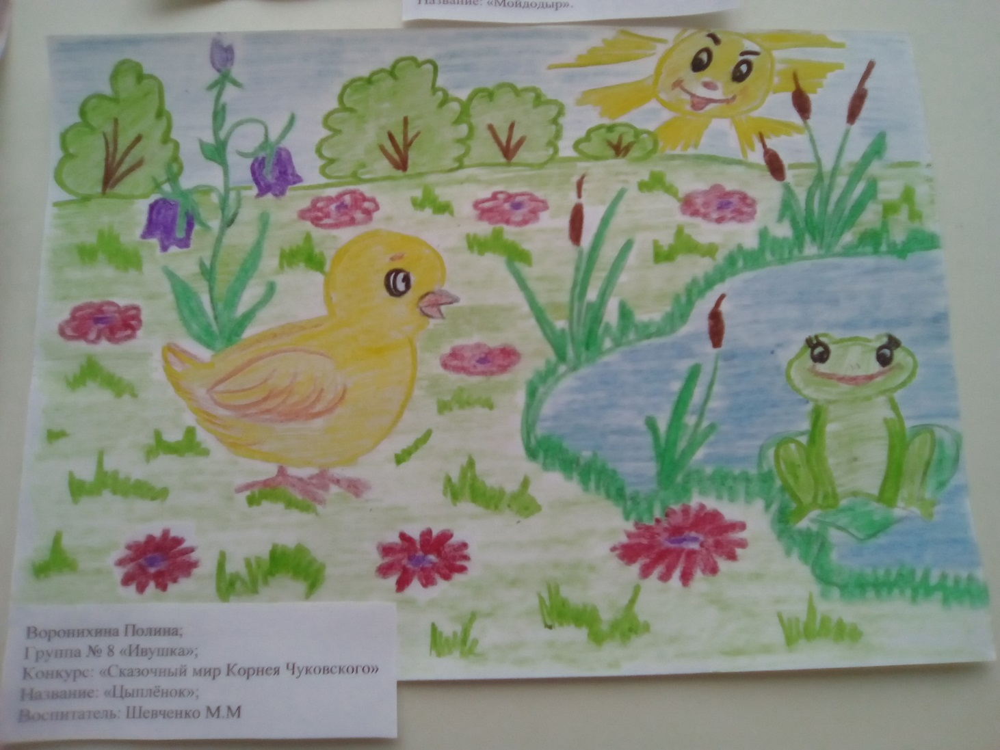 Название: «Мойдодыр».
Воронихина Полина;
Группа № 8 «Ивушка»;
Конкурс: «Сказочный мир Корнея Чуковского»
Название: «Цыплёнок»;
Воспитатель: Шевченко М.М